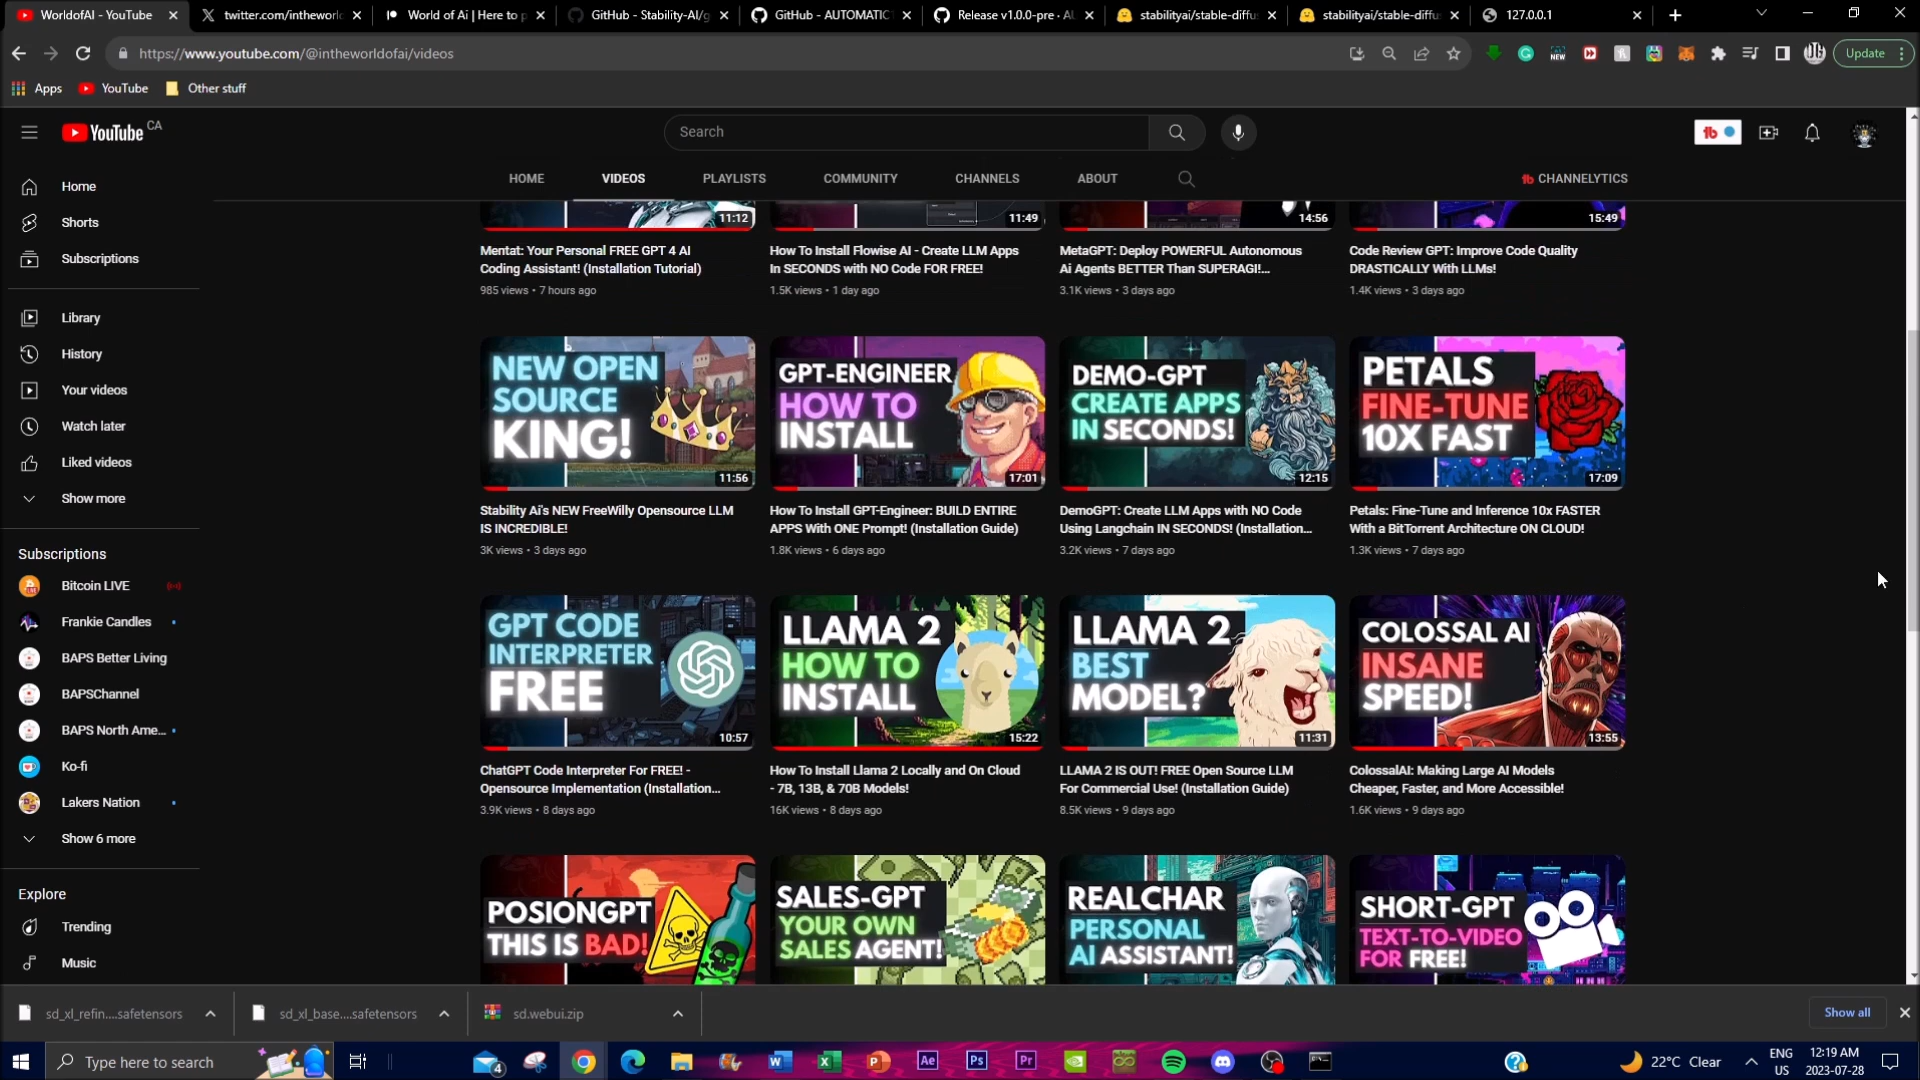 WorldofAI - YouTube
twitter.com/intheworl
World of Ai | Here to p
GitHub - Stability-AI/g
GitHub - AUTOMATIC
Release v1.0.0-pre · AU
stabilityai/stable-diffus
stabilityai/stable-diffus
127.0.0.1
https://www.youtube.com/@intheworldofai/videos
NEW
Update
Apps
YouTube
Other stuff
YouTube CA
Search
HOME
VIDEOS
PLAYLISTS
COMMUNITY
CHANNELS
ABOUT
CHANNELYTICS
Home
Shorts
Subscriptions
Library
History
Your videos
Watch later
Liked videos
Show more
Subscriptions
Bitcoin LIVE
Frankie Candles
BAPS Better Living
BAPSChannel
BAPS North Ame...
Ko-fi
Lakers Nation
Show 6 more
Explore
Trending
Music
11:12
Mentat: Your Personal FREE GPT 4 AI
Coding Assistant! (Installation Tutorial)
985 views • 7 hours ago
11:49
How To Install Flowise AI - Create LLM Apps
In SECONDS with NO Code FOR FREE!
1.5K views • 1 day ago
14:56
MetaGPT: Deploy POWERFUL Autonomous
Ai Agents BETTER Than SUPERAGI!...
3.1K views • 3 days ago
15:49
Code Review GPT: Improve Code Quality
DRASTICALLY With LLMs!
1.4K views • 3 days ago
NEW OPEN
SOURCE
KING!
11:56
Stability Ai's NEW FreeWilly Opensource LLM
IS INCREDIBLE!
3K views • 3 days ago
GPT-ENGINEER
HOW TO
INSTALL
17:01
How To Install GPT-Engineer: BUILD ENTIRE
APPS With ONE Prompt! (Installation Guide)
1.8K views • 6 days ago
DEMO-GPT
CREATE APPS
IN SECONDS!
12:15
DemoGPT: Create LLM Apps with NO Code
Using Langchain IN SECONDS! (Installation...
3.2K views • 7 days ago
PETALS
FINE-TUNE
10X FAST
17:09
Petals: Fine-Tune and Inference 10x FASTER
With a BitTorrent Architecture ON CLOUD!
1.3K views • 7 days ago
GPT CODE
INTERPRETER
FREE
10:57
ChatGPT Code Interpreter For FREE! -
Opensource Implementation (Installation...
3.9K views • 8 days ago
LLAMA 2
HOW TO
INSTALL
15:22
How To Install Llama 2 Locally and On Cloud
- 7B, 13B, & 70B Models!
16K views • 8 days ago
LLAMA 2
BEST
MODEL?
11:31
LLAMA 2 IS OUT! FREE Open Source LLM
For Commercial Use! (Installation Guide)
8.5K views • 9 days ago
COLOSSAL AI
INSANE
SPEED!
13:55
ColossalAI: Making Large AI Models
Cheaper, Faster, and More Accessible!
1.6K views • 9 days ago
POSIONGPT
THIS IS BAD!
SALES-GPT
YOUR OWN
SALES AGENT!
REALCHAR
PERSONAL
AI ASSISTANT!
SHORT-GPT
TEXT-TO-VIDEO
FOR FREE!
sd_xl_refin....safetensors
sd_xl_base....safetensors
sd.webui.zip
Show all
Type here to search
4
Ae
Ps
Pr
22°C Clear
ENG
US
12:19 AM
2023-07-28